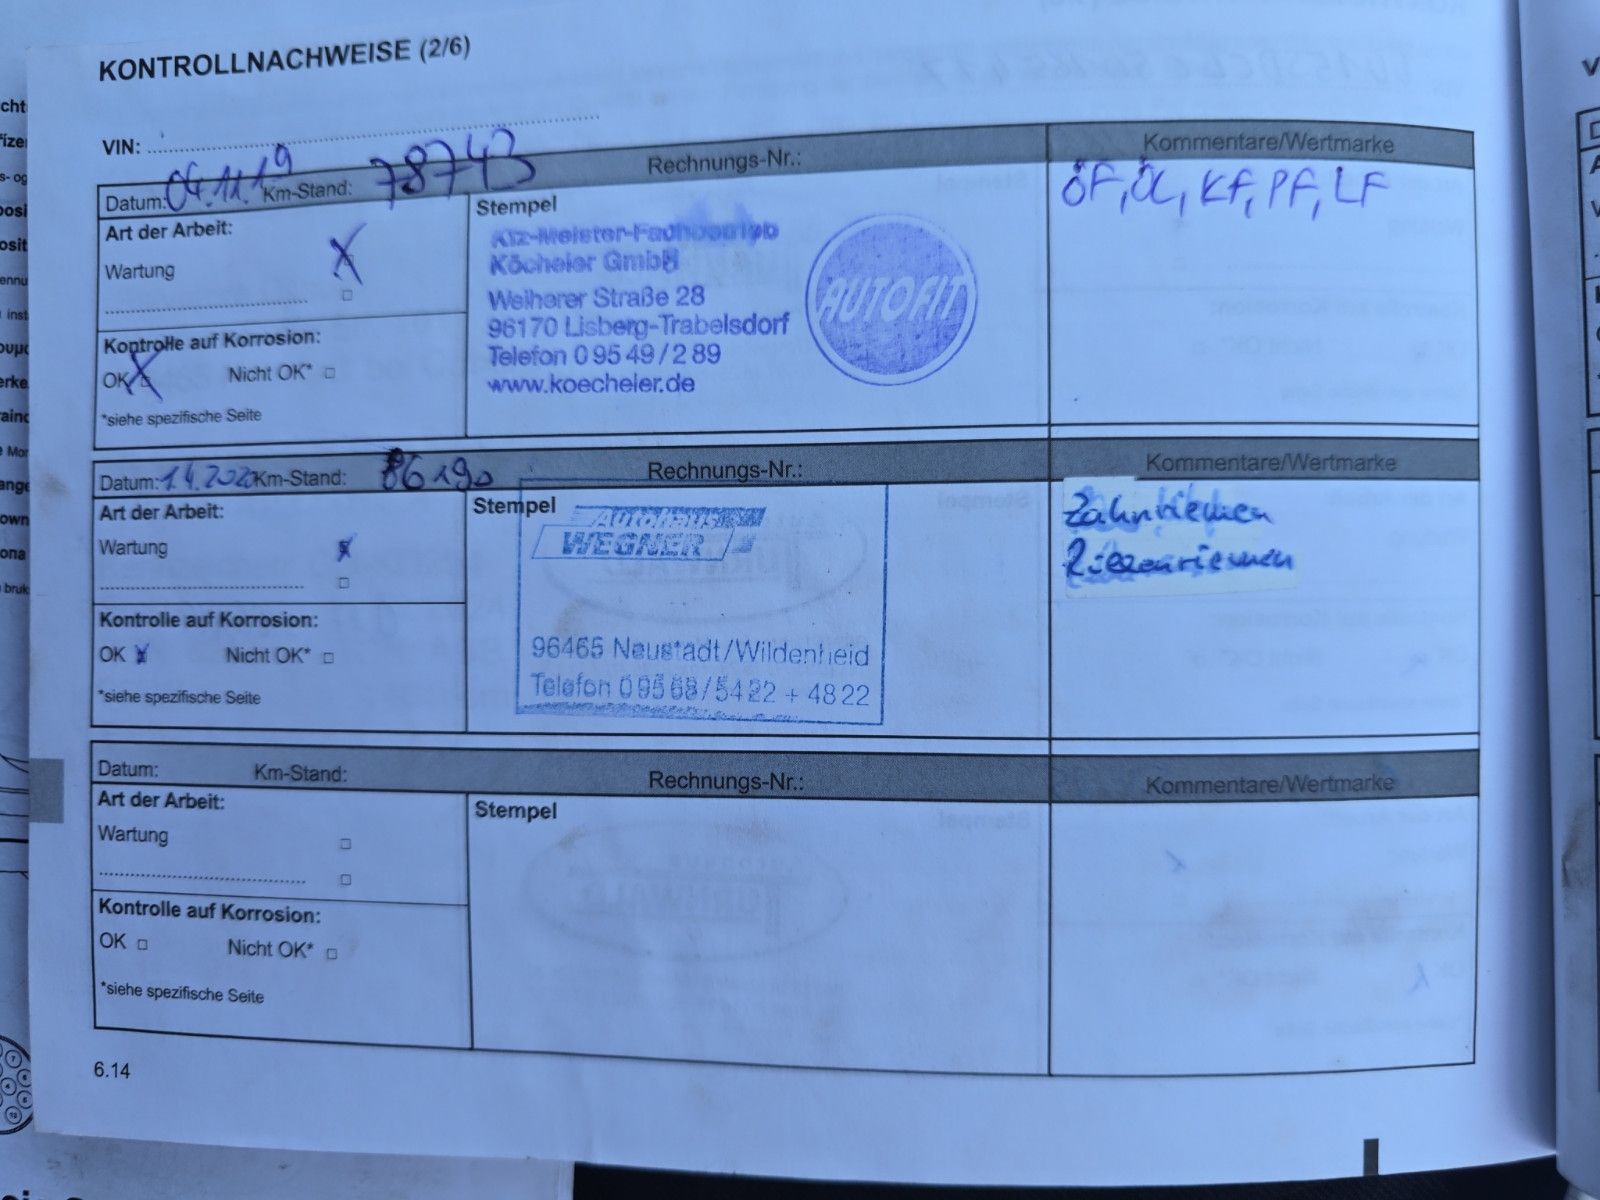 KONTROLLNACHWEISE (2/6)
VIN:
Datum: 04.11.19 Km-Stand: 78743 Rechnungs-Nr.: Kommentare/Wertmarke
Art der Arbeit:
Wartung
Kontrolle auf Korrosion:
OK Nicht OK*
*siehe spezifische Seite
Stempel
Kfz-Meister-Fachbetrieb
Köcheler GmbH
Weiherer Straße 28
96170 Lisberg-Trabelsdorf
Telefon 0 95 49 / 2 89
www.koecheler.de
AUTOFIT
ÖF, ÖL, KF, PF, LF
Datum: 1.4.2020 Km-Stand: 86190 Rechnungs-Nr.: Kommentare/Wertmarke
Art der Arbeit:
Wartung
Kontrolle auf Korrosion:
OK Nicht OK*
*siehe spezifische Seite
Stempel
Autohaus
WEGNER
96465 Neustadt/Wildenheid
Telefon 0 95 68 / 54 22 + 48 22
Zahnriemen
Rillenriemen
Datum: Km-Stand: Rechnungs-Nr.: Kommentare/Wertmarke
Art der Arbeit:
Wartung
Kontrolle auf Korrosion:
OK Nicht OK*
*siehe spezifische Seite
Stempel
6.14